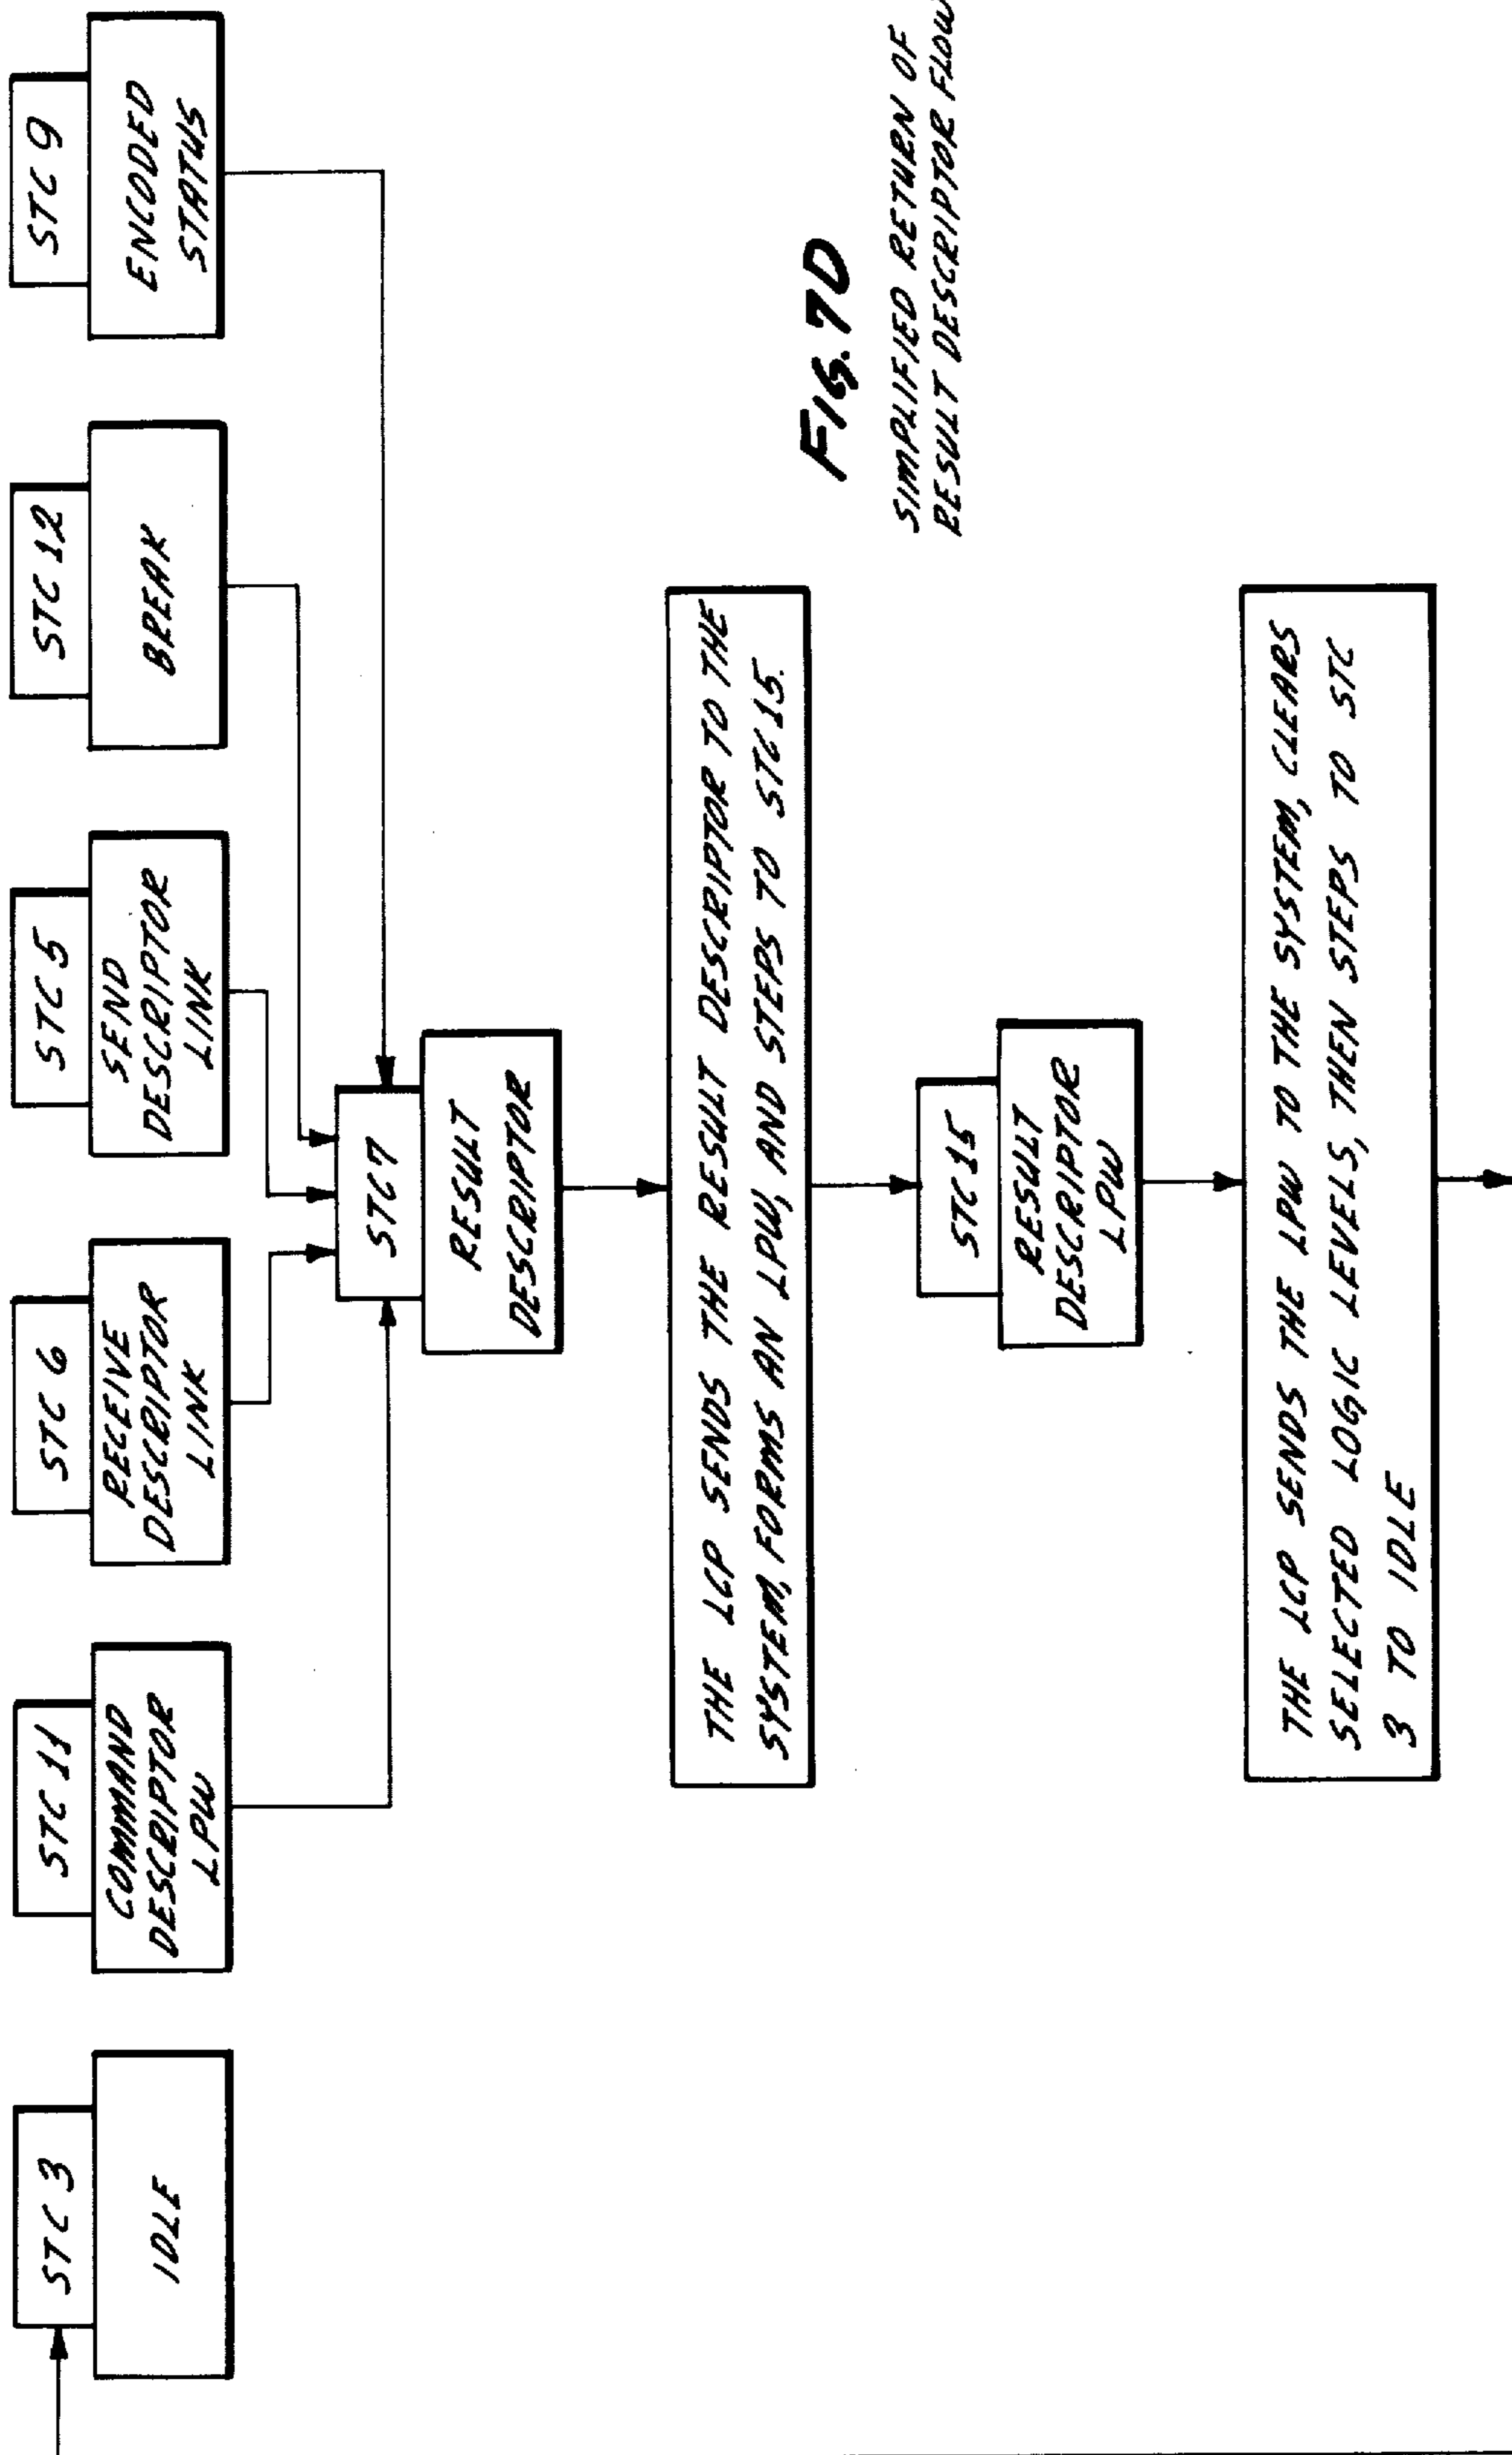 STC 3
IDLE
STC 11
COMMAND
DESCRIPTOR
LPW
STC 6
RECEIVE
DESCRIPTOR
LINK
STC 5
SEND
DESCRIPTOR
LINK
STC 12
BREAK
STC 9
ENCODED
STATUS
STC 7
RESULT
DESCRIPTOR
THE LCP SENDS THE RESULT DESCRIPTOR TO THE
SYSTEM, FORMS AN LPW, AND STEPS TO STC 15.
STC 15
RESULT
DESCRIPTOR
LPW
THE LCP SENDS THE LPW TO THE SYSTEM, CLEARS
SELECTED LOGIC LEVELS, THEN STEPS TO STC
3 TO IDLE
FIG. 7D
SIMPLIFIED RETURN OF
RESULT DESCRIPTOR FLOW